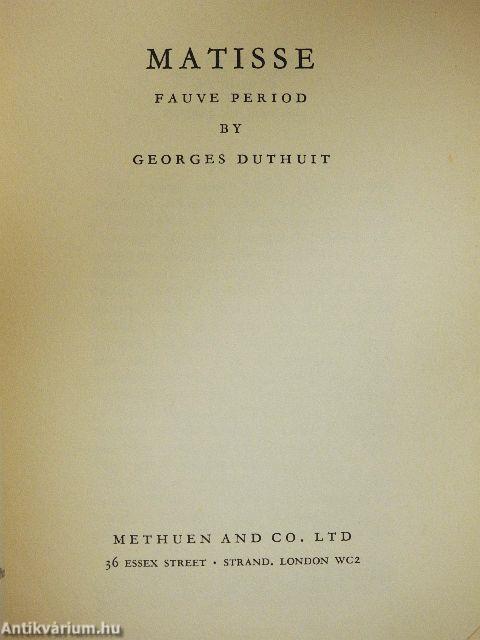 MATISSE
FAUVE PERIOD
BY
GEORGES DUTHUIT
METHUEN AND CO. LTD
36 ESSEX STREET · STRAND. LONDON WC2
Antikvárium.hu